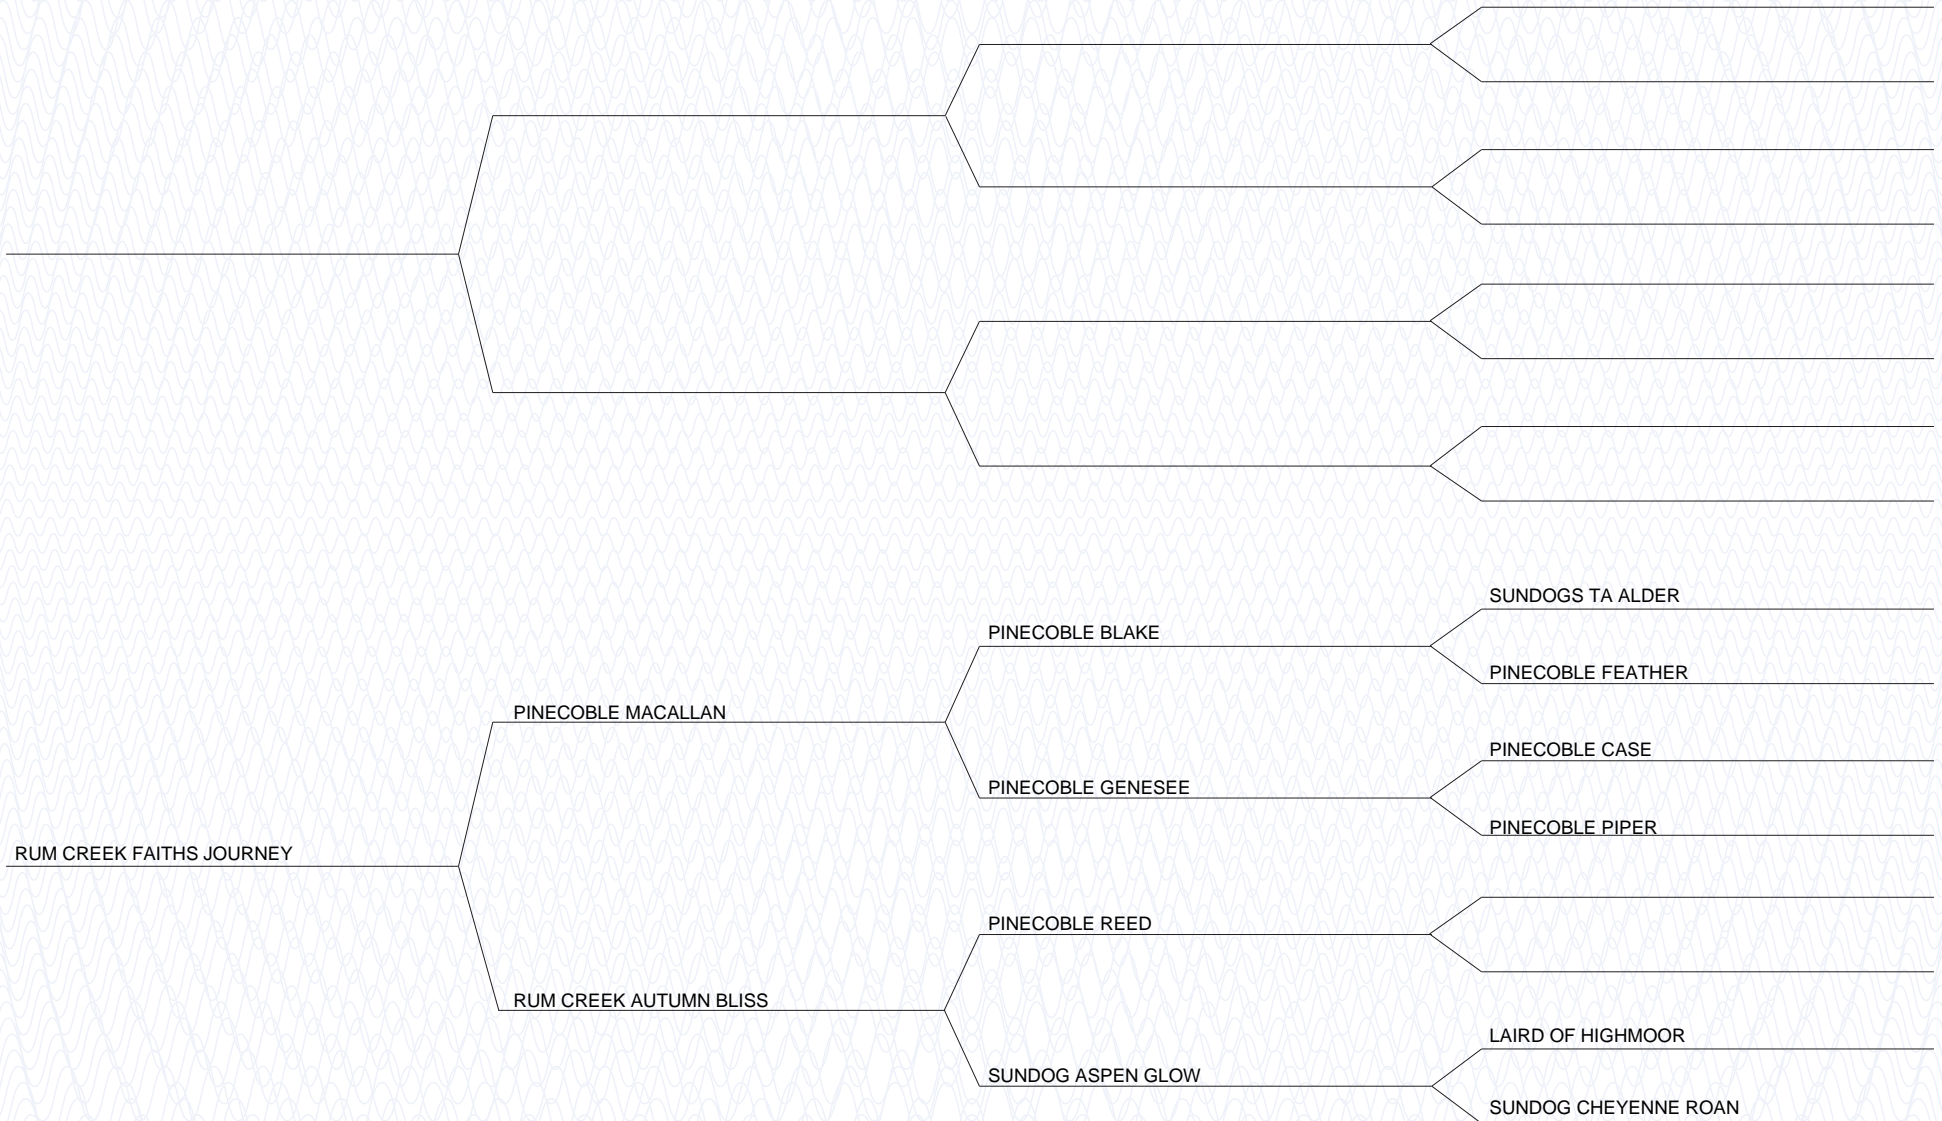 SUNDOGS TA ALDER
PINECOBLE BLAKE
PINECOBLE FEATHER
PINECOBLE MACALLAN
PINECOBLE CASE
PINECOBLE GENESEE
PINECOBLE PIPER
RUM CREEK FAITHS JOURNEY
PINECOBLE REED
RUM CREEK AUTUMN BLISS
LAIRD OF HIGHMOOR
SUNDOG ASPEN GLOW
SUNDOG CHEYENNE ROAN